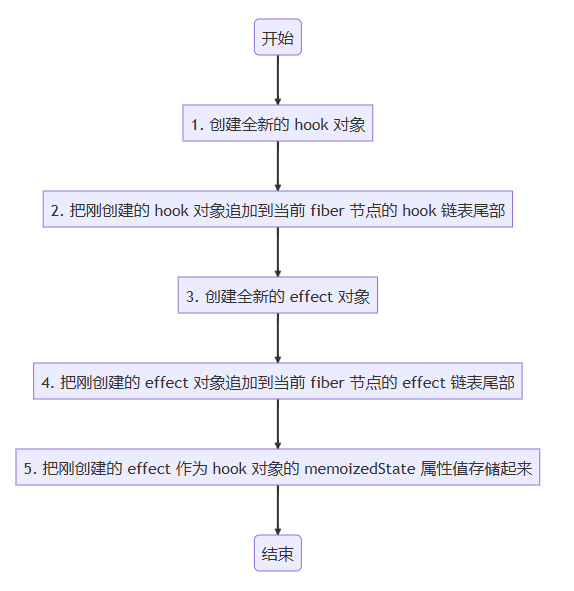 开始
1. 创建全新的 hook 对象
2. 把刚创建的 hook 对象追加到当前 fiber 节点的 hook 链表尾部
3. 创建全新的 effect 对象
4. 把刚创建的 effect 对象追加到当前 fiber 节点的 effect 链表尾部
5. 把刚创建的 effect 作为 hook 对象的 memoizedState 属性值存储起来
结束